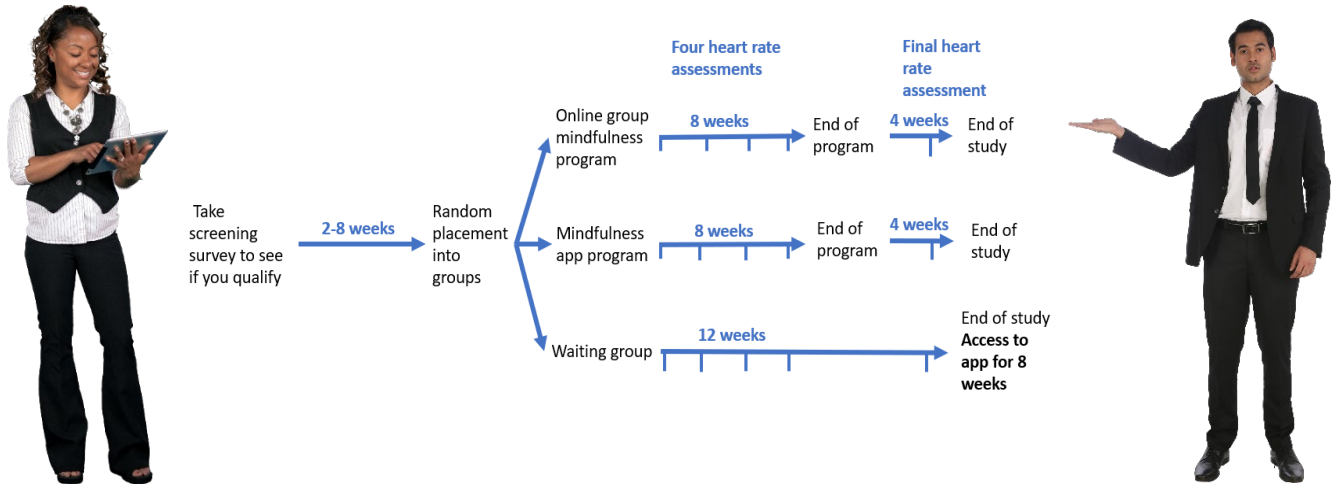 Four heart rate
assessments
Final heart
rate
assessment
Take
screening
survey to see
if you qualify
2-8 weeks
Random
placement
into
groups
Online group
mindfulness
program
8 weeks
End of
program
4 weeks
End of
study
Mindfulness
app program
8 weeks
End of
program
4 weeks
End of
study
Waiting group
12 weeks
End of study
Access to
app for 8
weeks